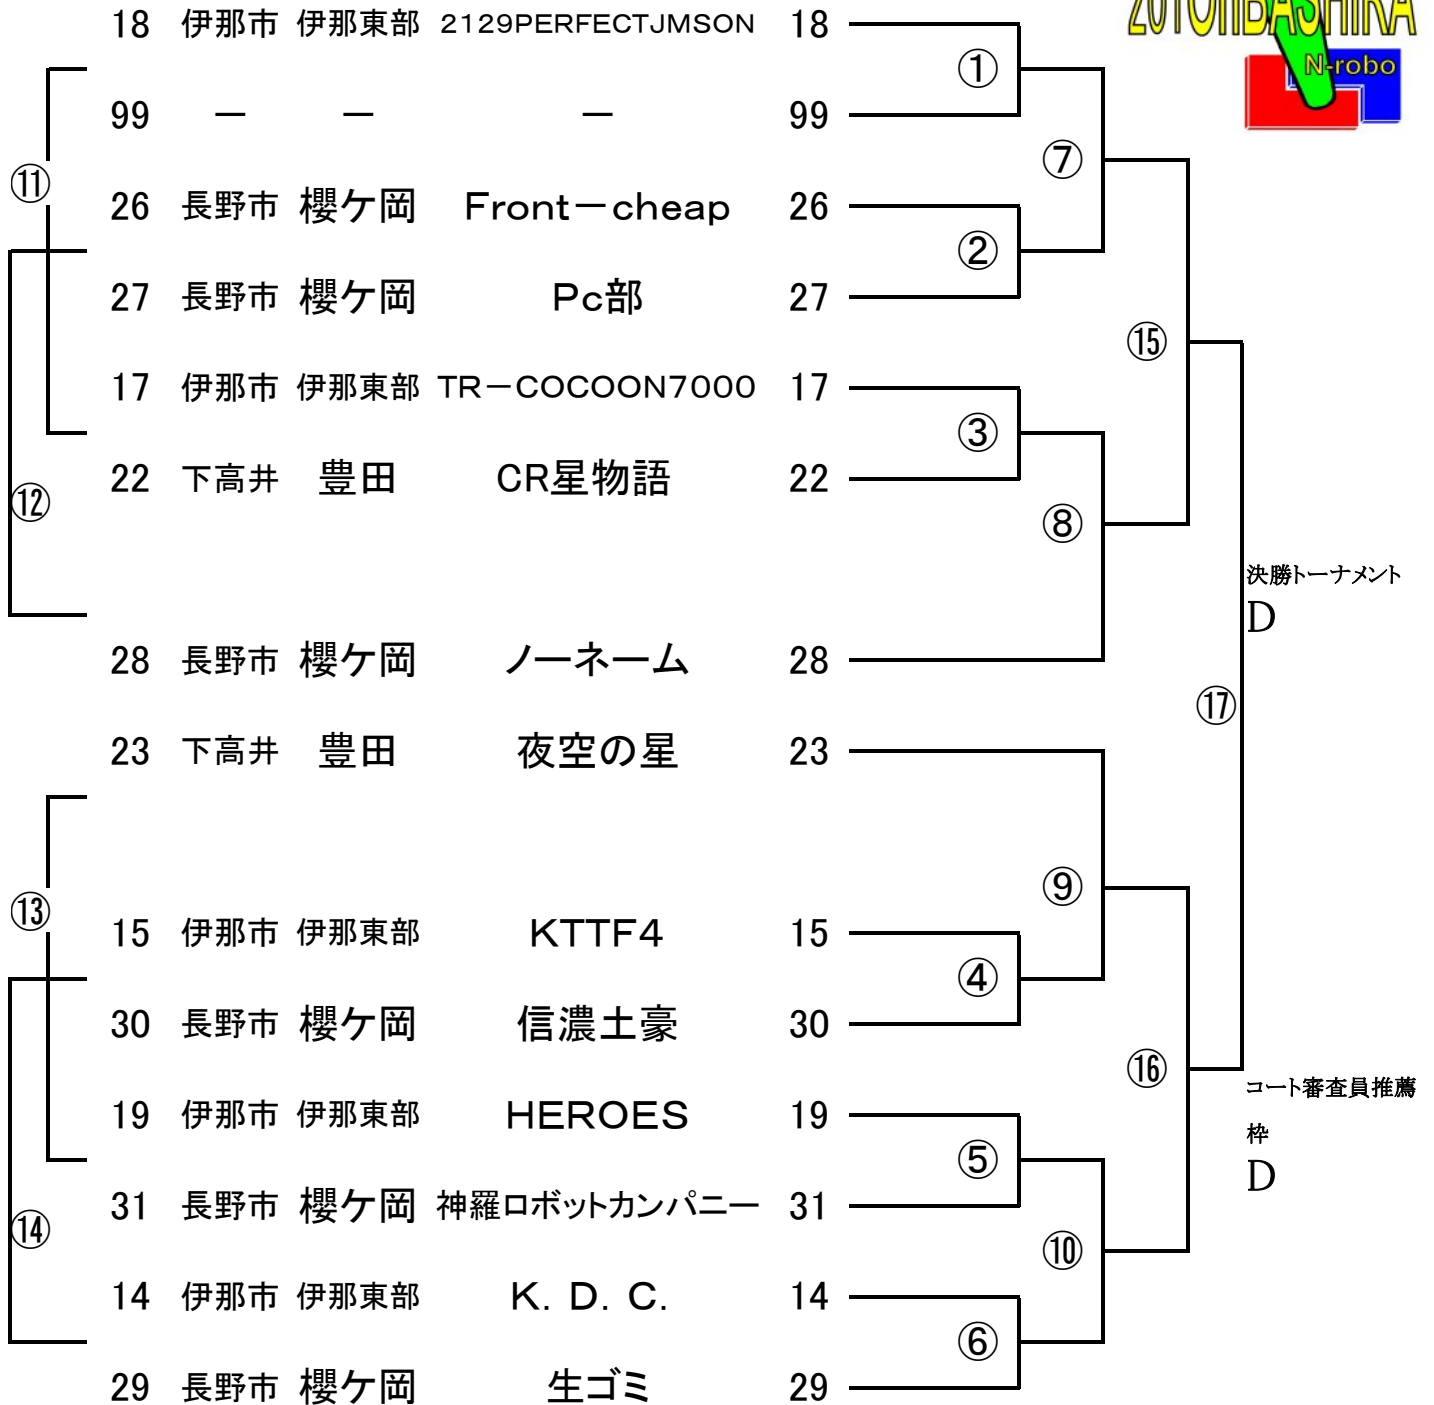 201ONBASHIRA
N-robo
18 伊那市 伊那東部 2129PERFECTJMSON 18
①
99 ー ー ー 99
⑦
⑪
26 長野市 櫻ケ岡 Front－cheap 26
②
27 長野市 櫻ケ岡 Pc部 27
⑮
17 伊那市 伊那東部 TR－COCOON7000 17
③
22 下高井 豊田 CR星物語 22
⑫
⑧
決勝トーナメント
D
28 長野市 櫻ケ岡 ノーネーム 28
⑰
23 下高井 豊田 夜空の星 23
⑨
⑬
15 伊那市 伊那東部 KTTF4 15
④
30 長野市 櫻ケ岡 信濃土豪 30
⑯
コート審査員推薦
枠
D
19 伊那市 伊那東部 HEROES 19
⑤
31 長野市 櫻ケ岡 神羅ロボットカンパニー 31
⑭
⑩
14 伊那市 伊那東部 K．D．C． 14
⑥
29 長野市 櫻ケ岡 生ゴミ 29